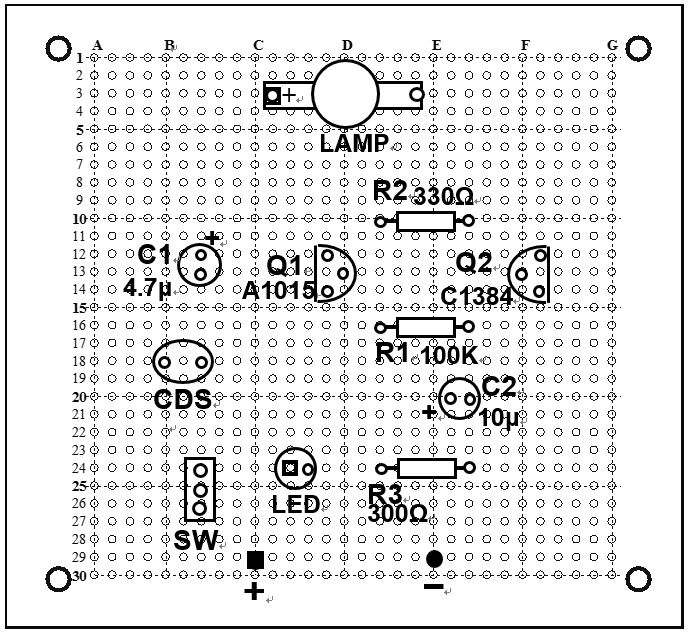 A B C D E F G
1
2
3 +
4
5 LAMP
6
7
8
9 R2 330Ω
10
11 +
12 C1 Q1 Q2
13
14 4.7μ A1015 C1384
15
16
17 R1 100K
18
19 C2
20 CDS
21 + 10μ
22
23
24
25 R3
26 LED 300Ω
27
28 SW
29
30
+ −